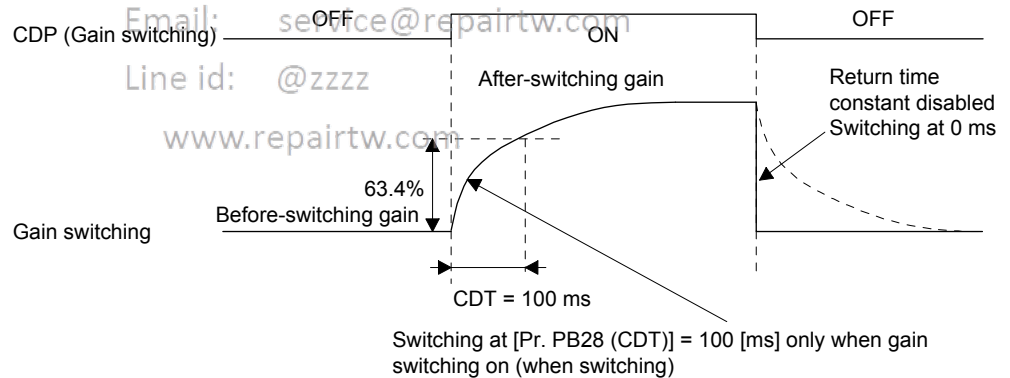 Email: service@repairtw.com
OFF
OFF
CDP (Gain switching)
ON
Line id: @zzzz
After-switching gain
Return time
constant disabled
Switching at 0 ms
www.repairtw.com
63.4%
Before-switching gain
Gain switching
CDT = 100 ms
Switching at [Pr. PB28 (CDT)] = 100 [ms] only when gain
switching on (when switching)